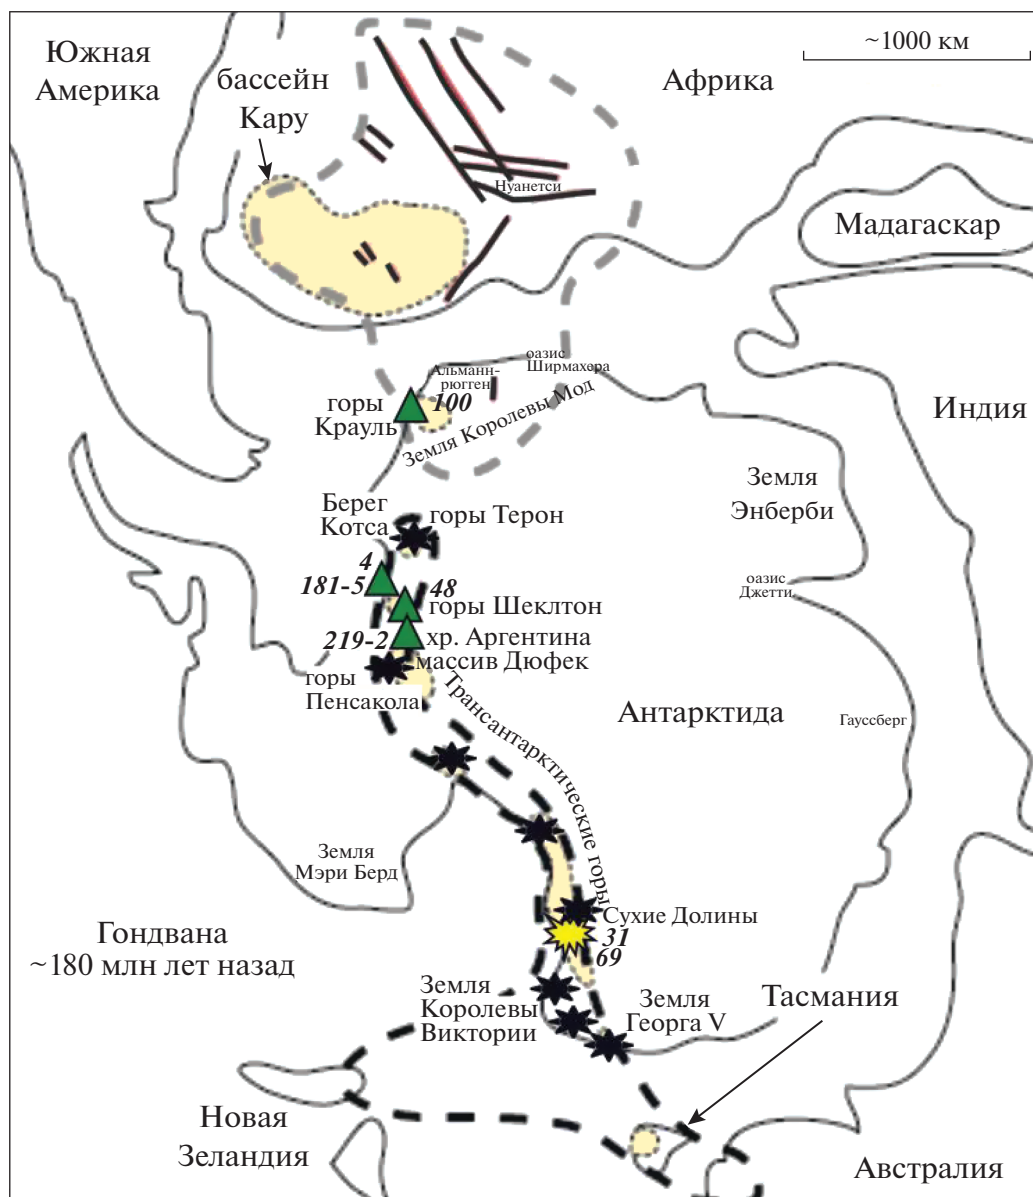 Южная
Америка
бассейн
Кару
Африка
~1000 км
Нуанетси
Мадагаскар
оазис
Ширмахера
Альманн-
рюгген
100
горы
Крауль
Земля Королевы Мод
Индия
Земля
Эндерби
Берег
Котса
горы Терон
4
181-5
48
горы Шеклтон
оазис
Джетти
219-2
хр. Аргентина
массив Дюфек
горы
Пенсакола
Трансантарктические горы
Антарктида
Гауссберг
Земля
Мэри Берд
Сухие Долины
31
69
Гондвана
~180 млн лет назад
Земля
Королевы
Виктории
Земля
Георга V
Тасмания
Новая
Зеландия
Австралия